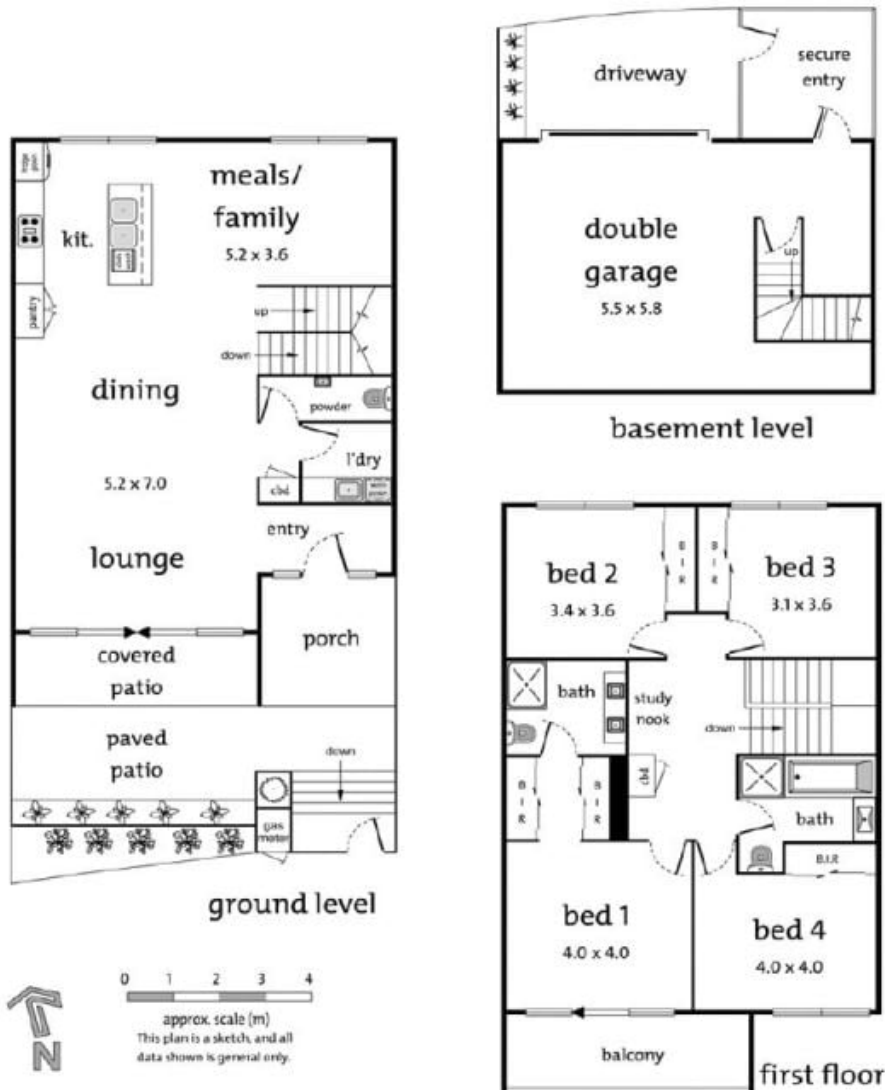 driveway
secure
entry
double
garage
5.5 x 5.8
up
basement level
fridge
kit.
meals/
family
5.2 x 3.6
pantry
up
down
dining
powder
l'dry
5.2 x 7.0
cbd
entry
lounge
porch
covered
patio
paved
patio
down
gas
meter
ground level
bed 2
3.4 x 3.6
B
I
R
B
I
R
bed 3
3.1 x 3.6
bath
study
nook
down
B
I
R
B
I
R
cbd
bath
B.I.R
bed 1
4.0 x 4.0
bed 4
4.0 x 4.0
balcony
first floor
0 1 2 3 4
approx. scale (m)
This plan is a sketch, and all
data shown is general only.
N